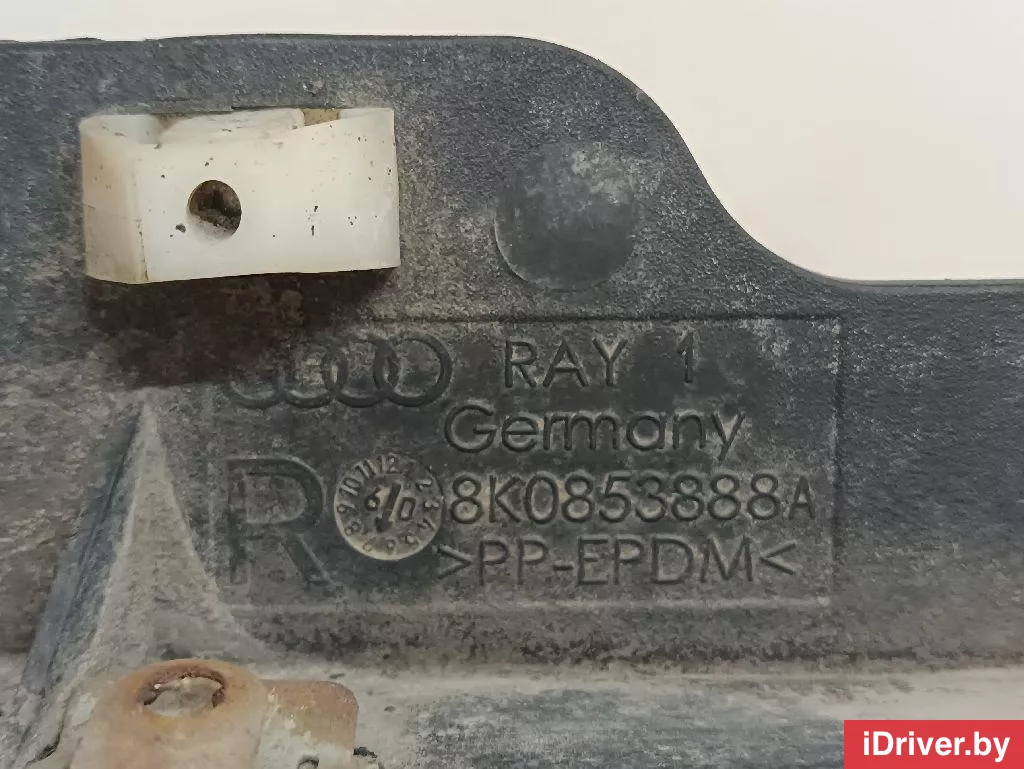 RAY 1
Germany
R
8K0853888A
>PP-EPDM<
iDriver.by